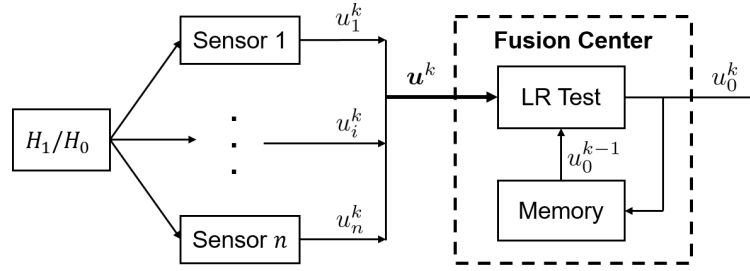 H_1/H_0
Sensor 1
u_1^k
u_i^k
Sensor n
u_n^k
u^k
Fusion Center
LR Test
u_0^{k-1}
Memory
u_0^k